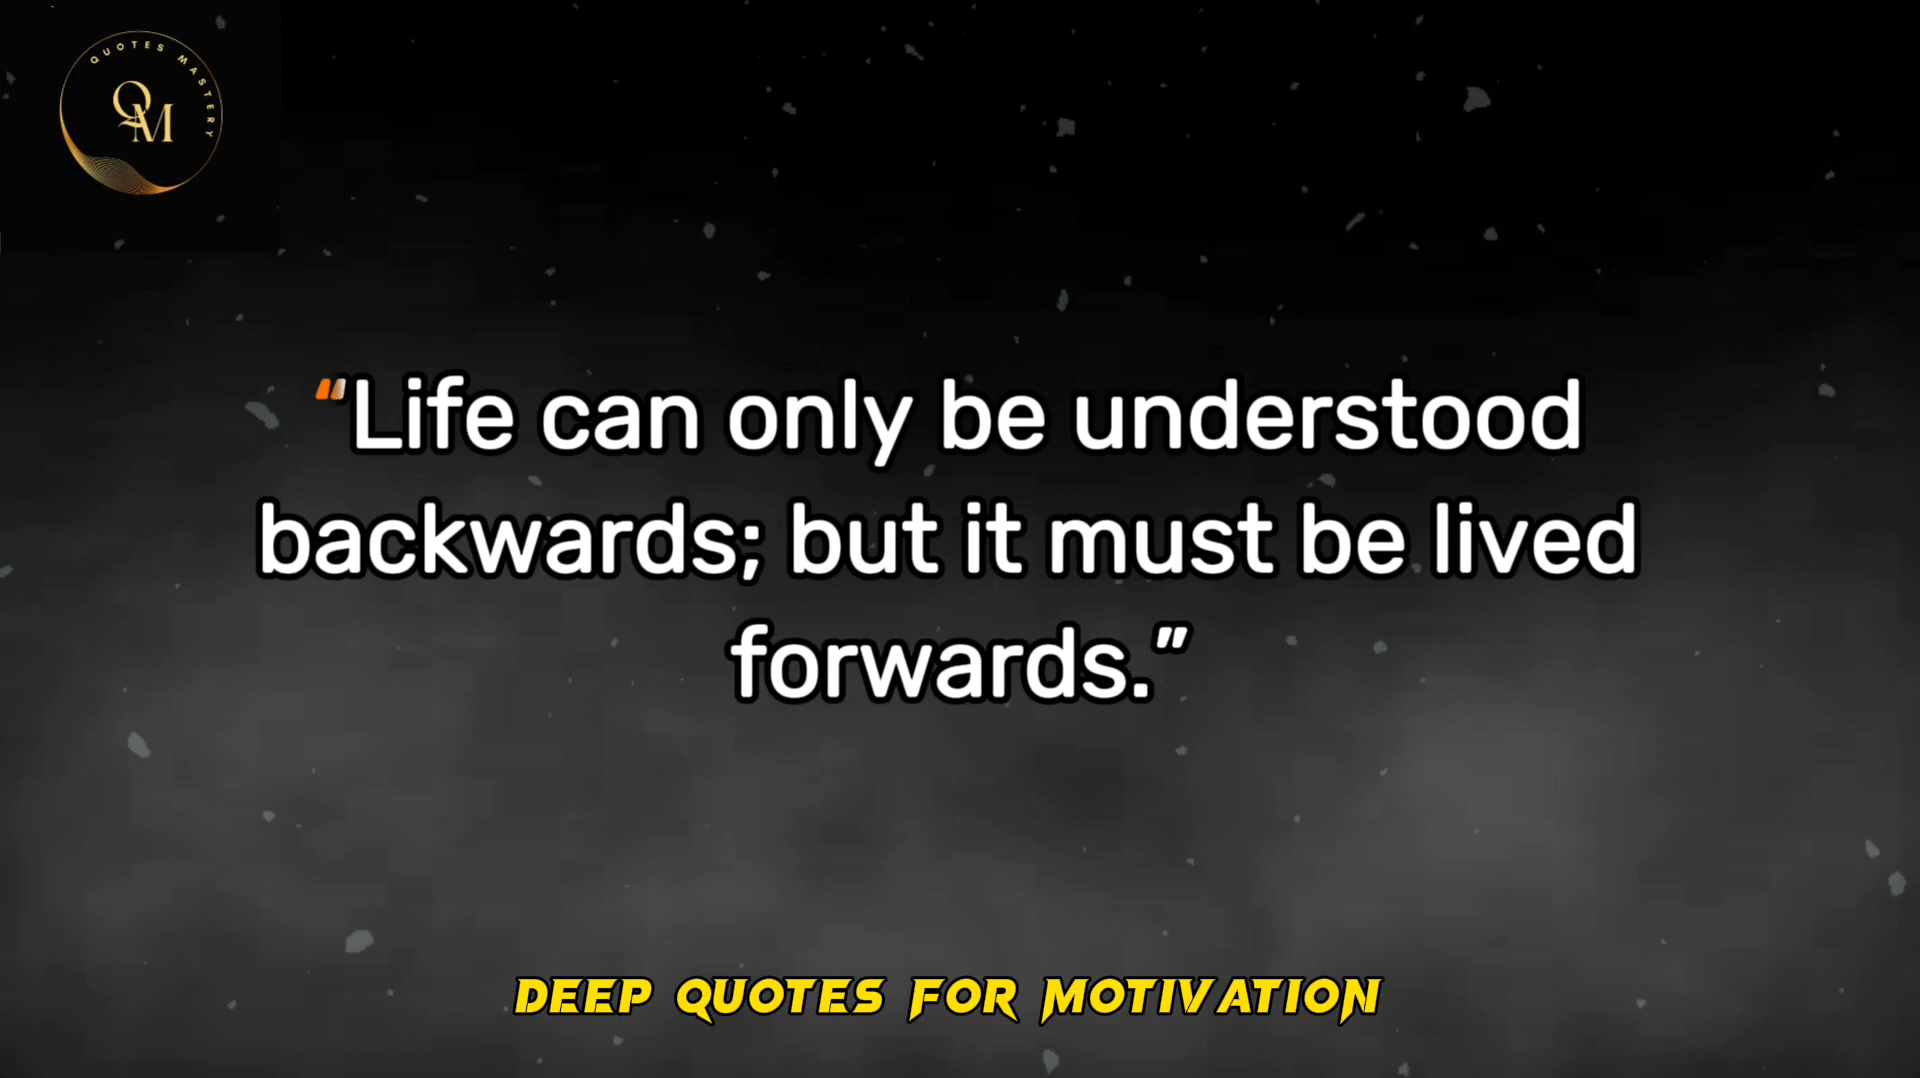 QUOTES MASTERY
QM
“Life can only be understood
backwards; but it must be lived
forwards.”
DEEP QUOTES FOR MOTIVATION